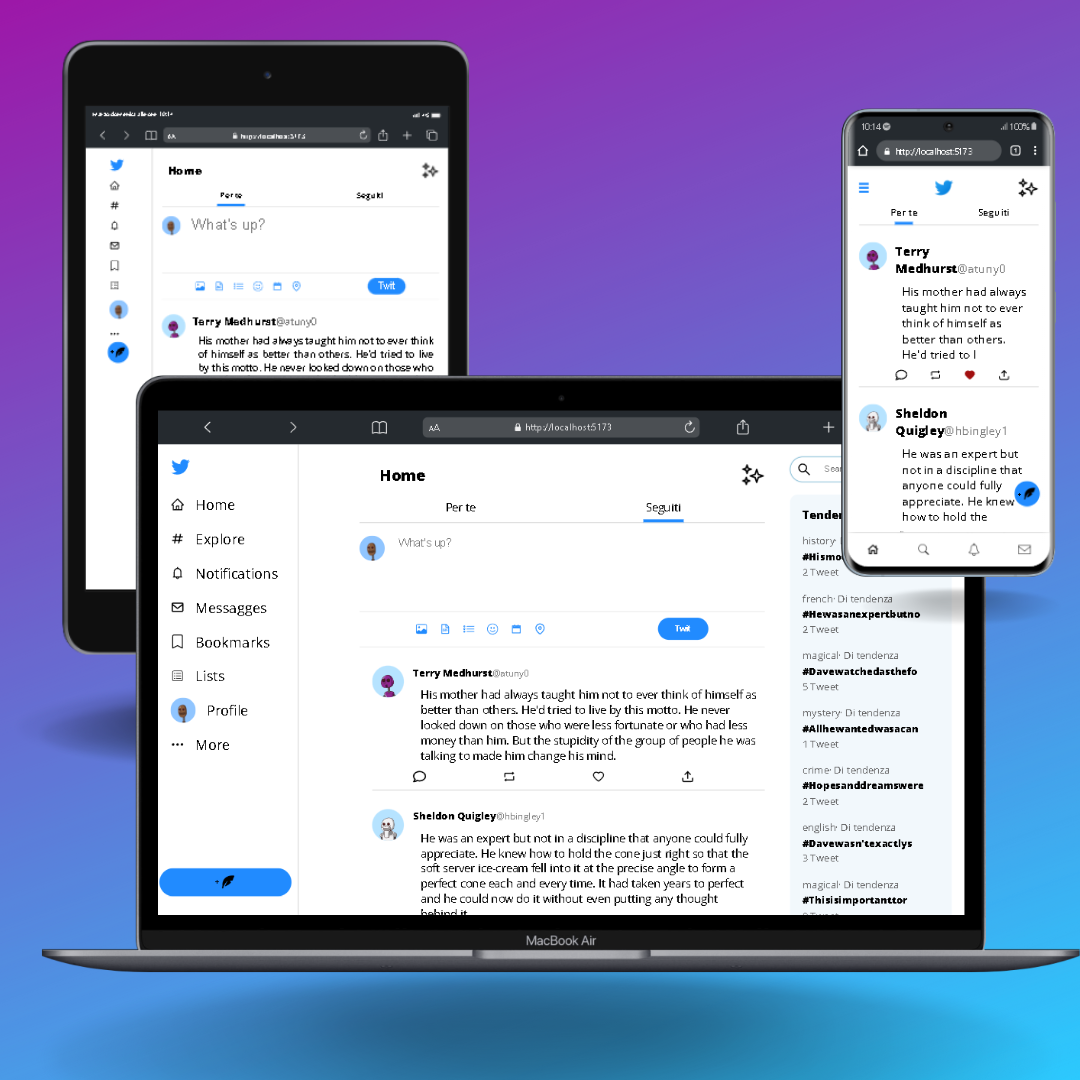 http://localhost:5173
Home
Per te
Seguiti
What's up?
Twit
Terry Medhurst@atuny0
His mother had always taught him not to ever think
of himself as better than others. He'd tried to live
by this motto. He never looked down on those who
10:14
100%
http://localhost:5173
1
Per te
Seguiti
Terry
Medhurst@atuny0
His mother had always
taught him not to ever
think of himself as
better than others.
He'd tried to l
Sheldon
Quigley@hbingley1
He was an expert but
not in a discipline that
anyone could fully
appreciate. He knew
how to hold the
AA
http://localhost:5173
Home
Explore
Notifications
Messagges
Bookmarks
Lists
Profile
More
Home
Per te
Seguiti
What's up?
Twit
Terry Medhurst@atuny0
His mother had always taught him not to ever think of himself as
better than others. He'd tried to live by this motto. He never
looked down on those who were less fortunate or who had less
money than him. But the stupidity of the group of people he was
talking to made him change his mind.
Sheldon Quigley@hbingley1
He was an expert but not in a discipline that anyone could fully
appreciate. He knew how to hold the cone just right so that the
soft server ice-cream fell into it at the precise angle to form a
perfect cone each and every time. It had taken years to perfect
and he could now do it without even putting any thought
behind it.
Sea
Tenden
history·
#Hismo
2 Tweet
french· Di tendenza
#Hewasanexpertbutno
2 Tweet
magical· Di tendenza
#Davewatchedasthefo
5 Tweet
mystery· Di tendenza
#Allhewantedwasacan
1 Tweet
crime· Di tendenza
#Hopesanddreamswere
2 Tweet
english· Di tendenza
#Davewasn'texactlys
3 Tweet
magical· Di tendenza
#Thisisimportanttor
MacBook Air